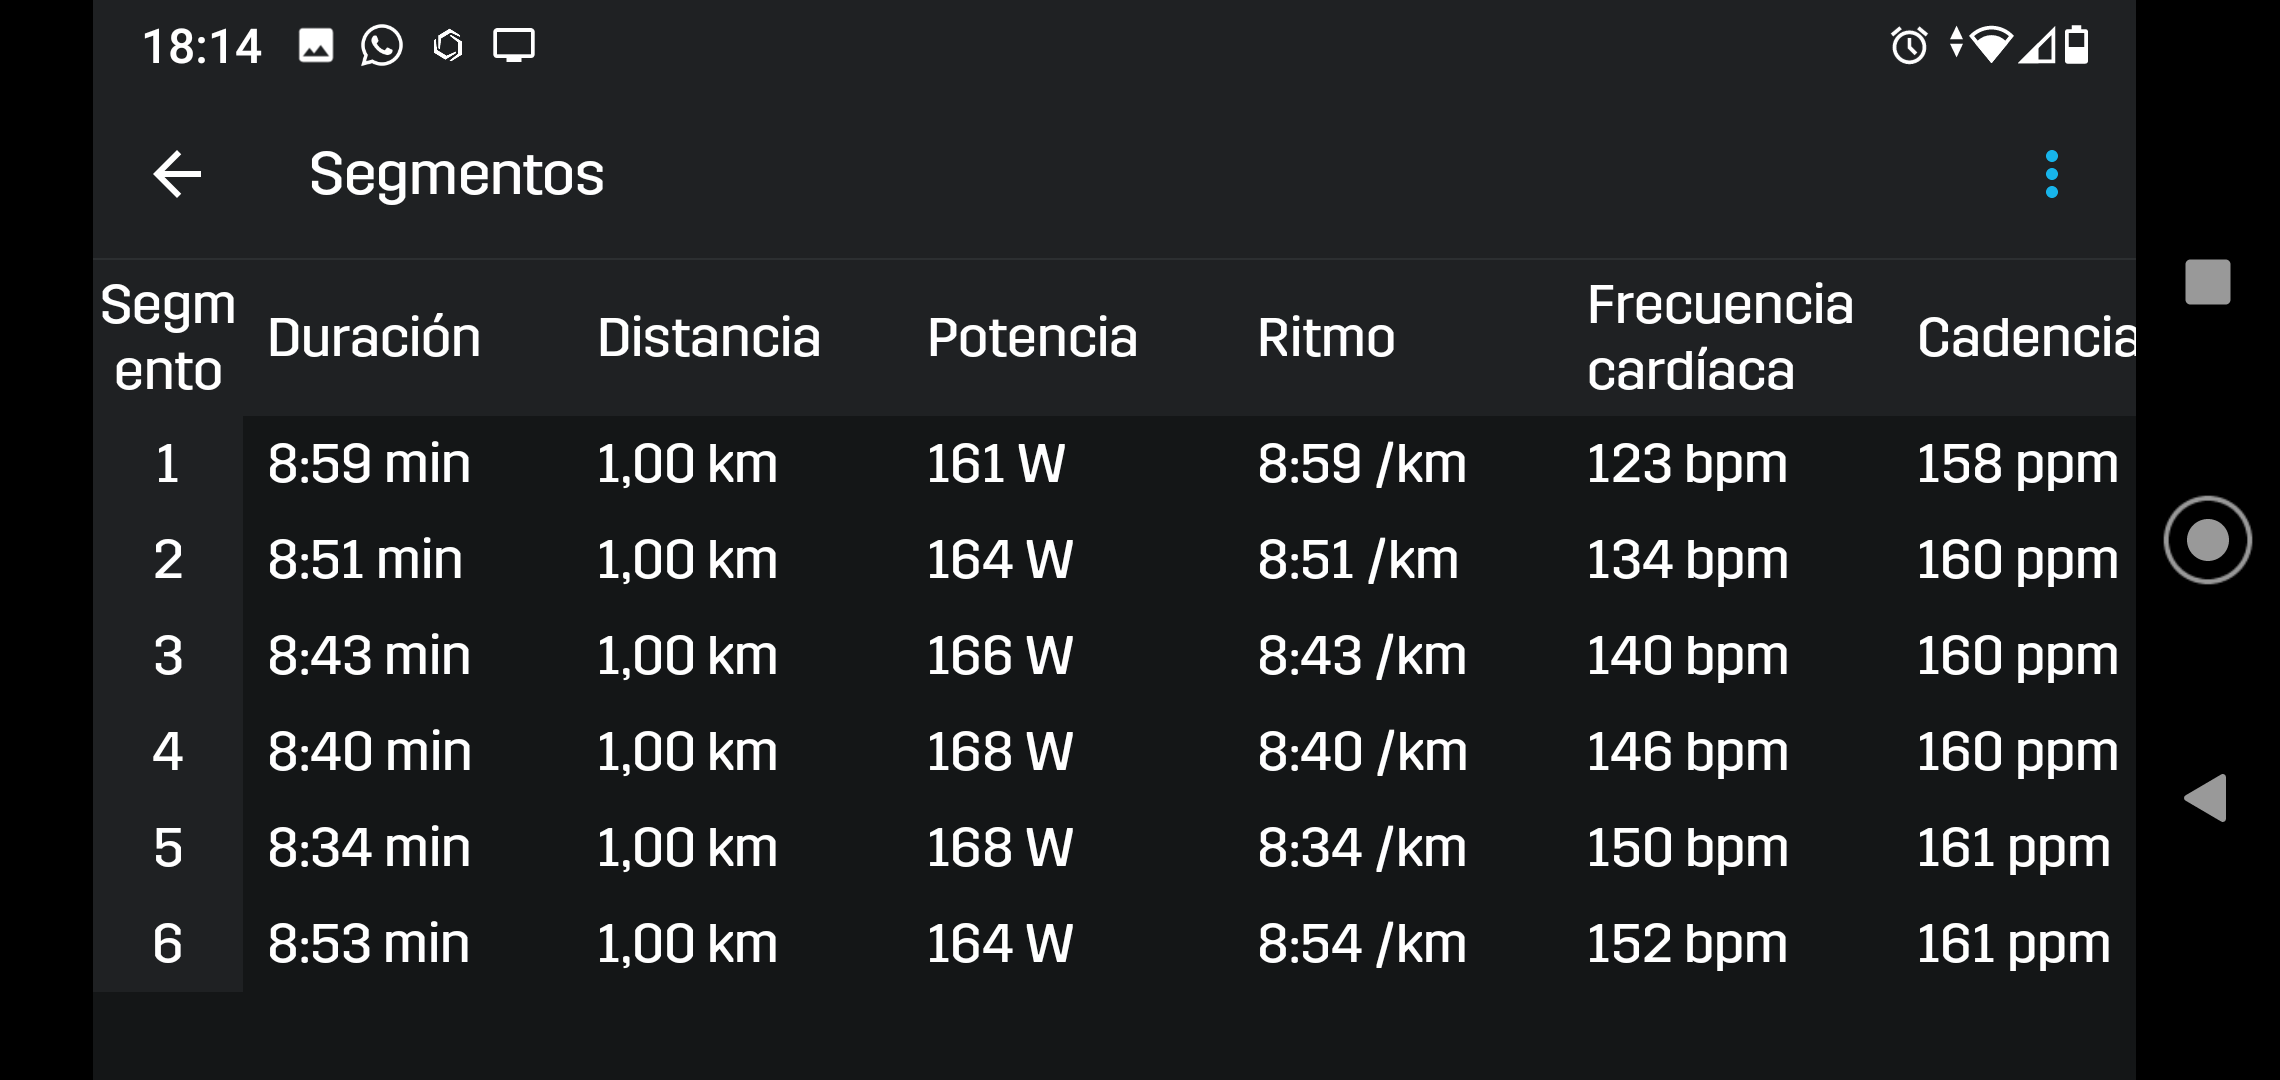 18:14
Segmentos
Segm
ento
Duración Distancia Potencia Ritmo Frecuencia
cardíaca
Cadencia
1 8:59 min 1,00 km 161 W 8:59 /km 123 bpm 158 ppm
2 8:51 min 1,00 km 164 W 8:51 /km 134 bpm 160 ppm
3 8:43 min 1,00 km 166 W 8:43 /km 140 bpm 160 ppm
4 8:40 min 1,00 km 168 W 8:40 /km 146 bpm 160 ppm
5 8:34 min 1,00 km 168 W 8:34 /km 150 bpm 161 ppm
6 8:53 min 1,00 km 164 W 8:54 /km 152 bpm 161 ppm